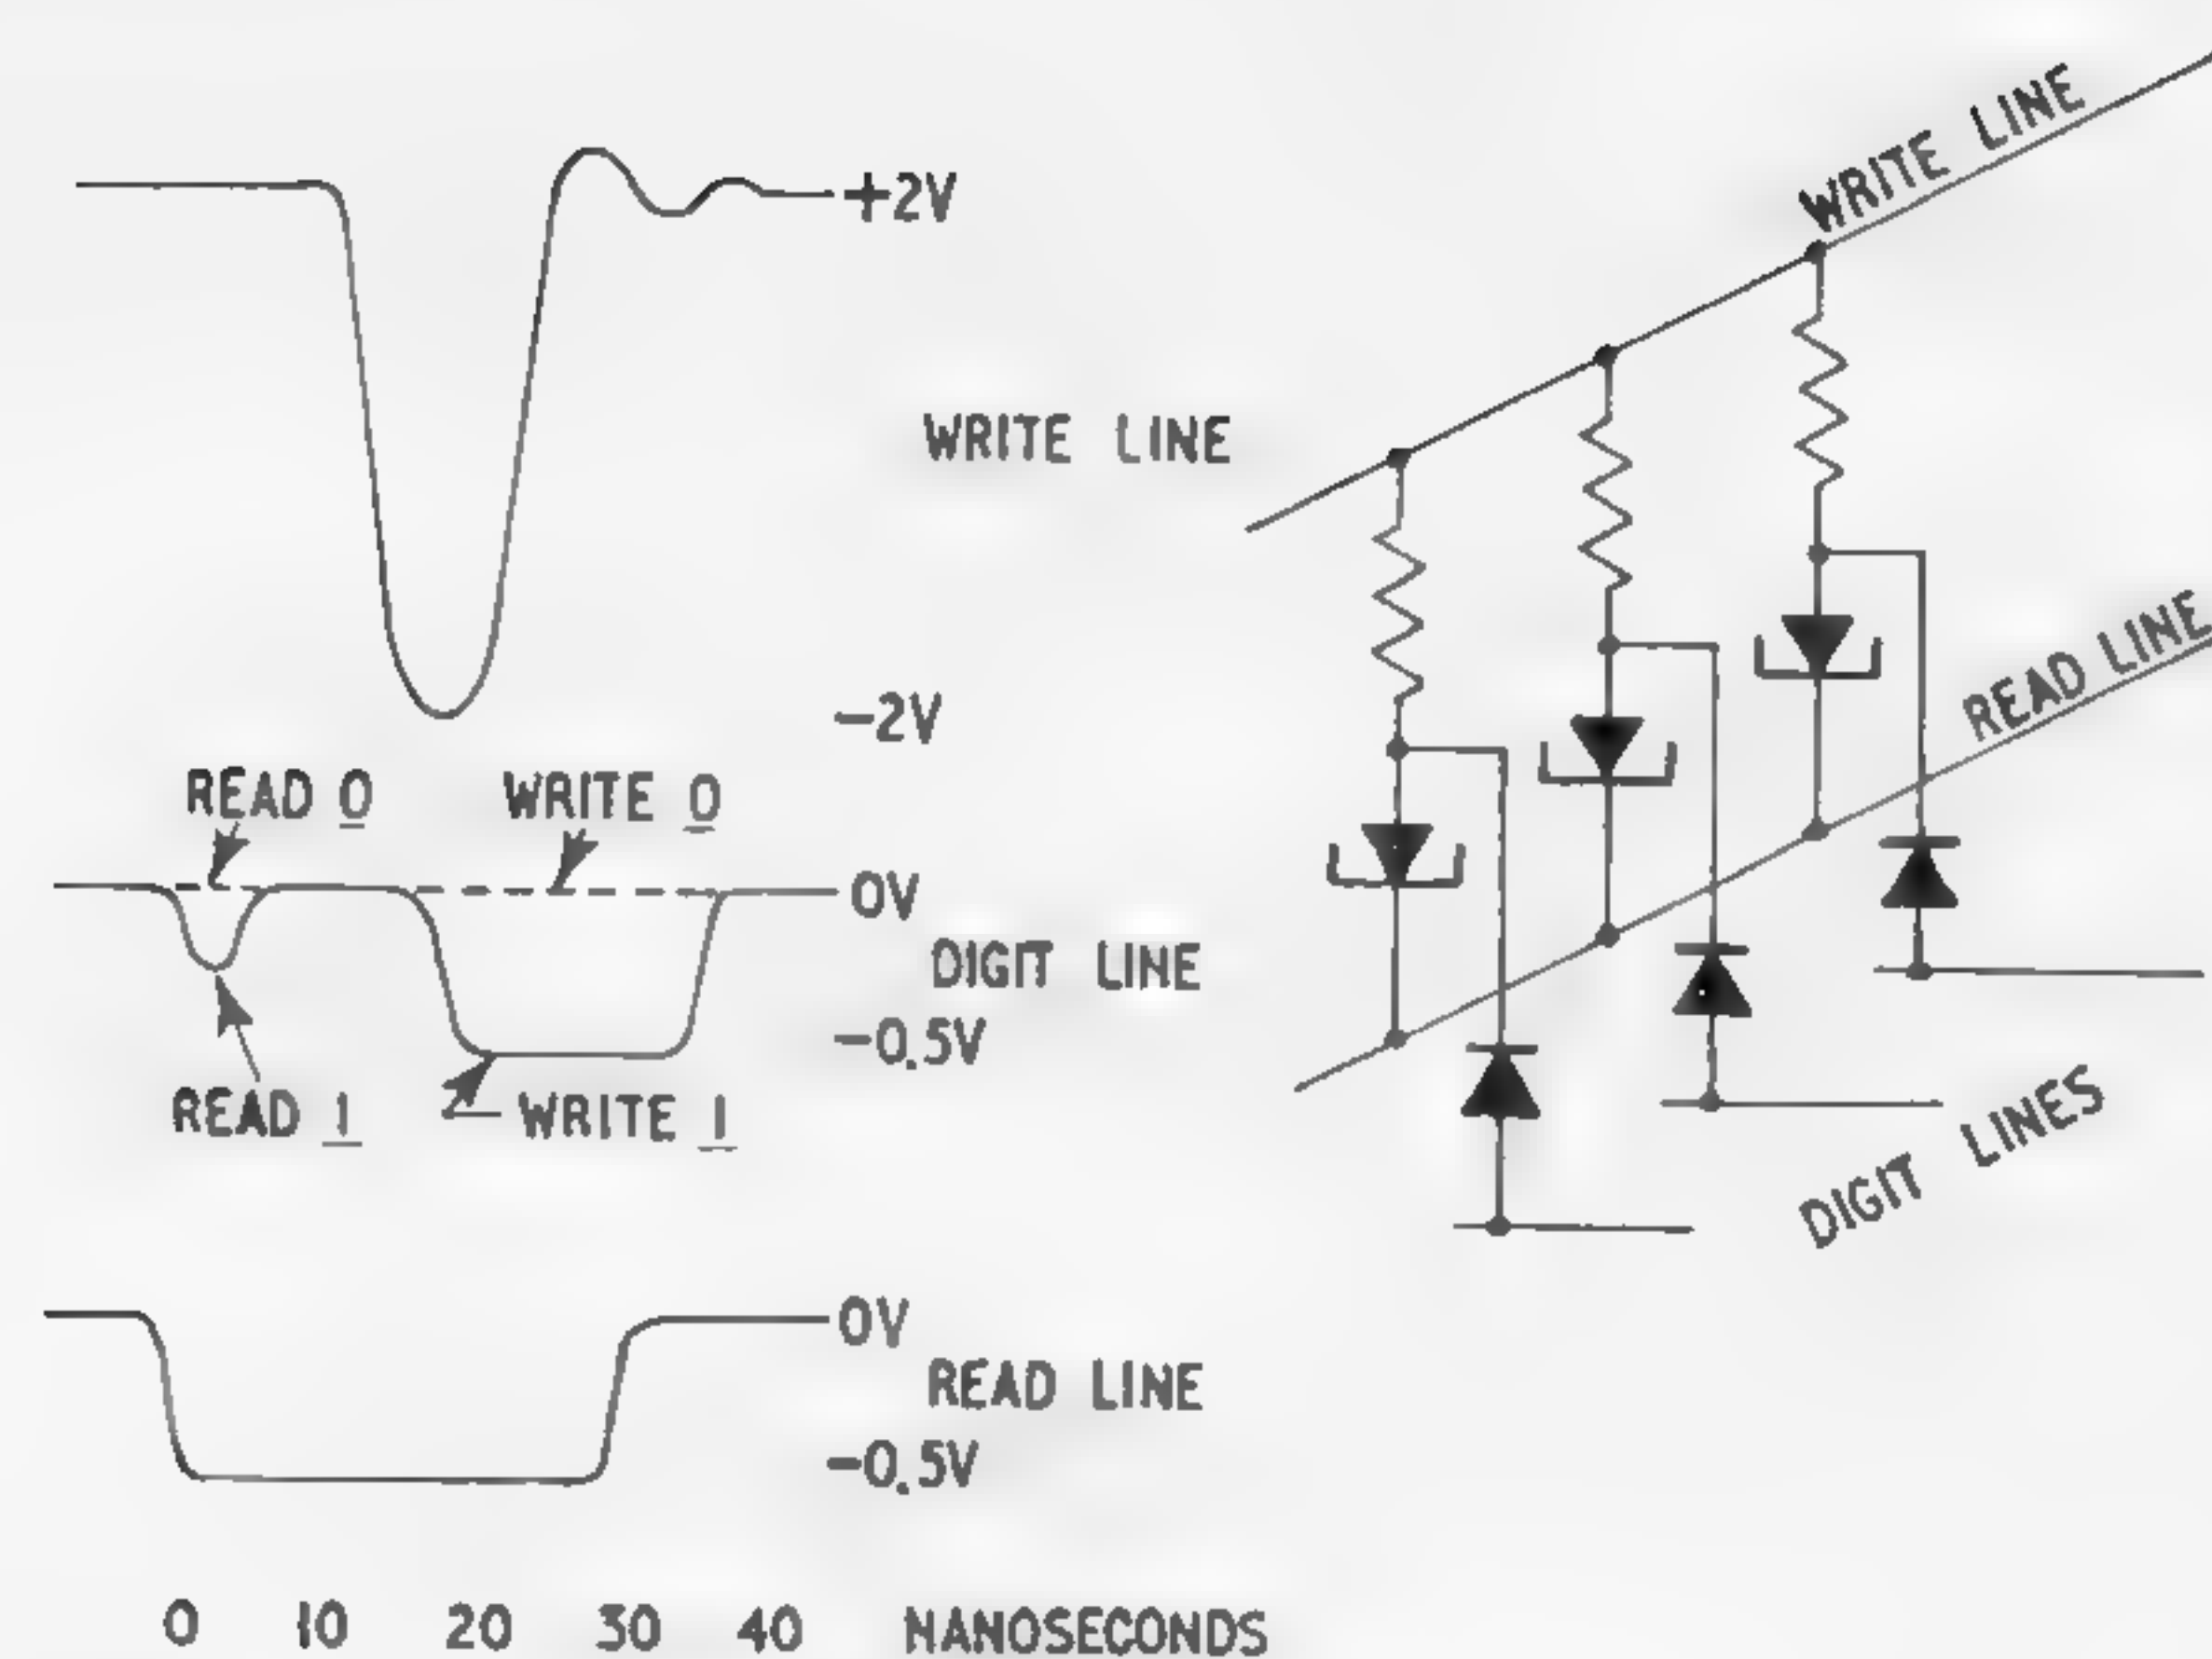 +2V
WRITE LINE
-2V
READ 0
WRITE 0
0V
DIGIT LINE
-0.5V
READ 1
WRITE 1
0V
READ LINE
-0.5V
0 10 20 30 40 NANOSECONDS
WRITE LINE
READ LINE
DIGIT LINES